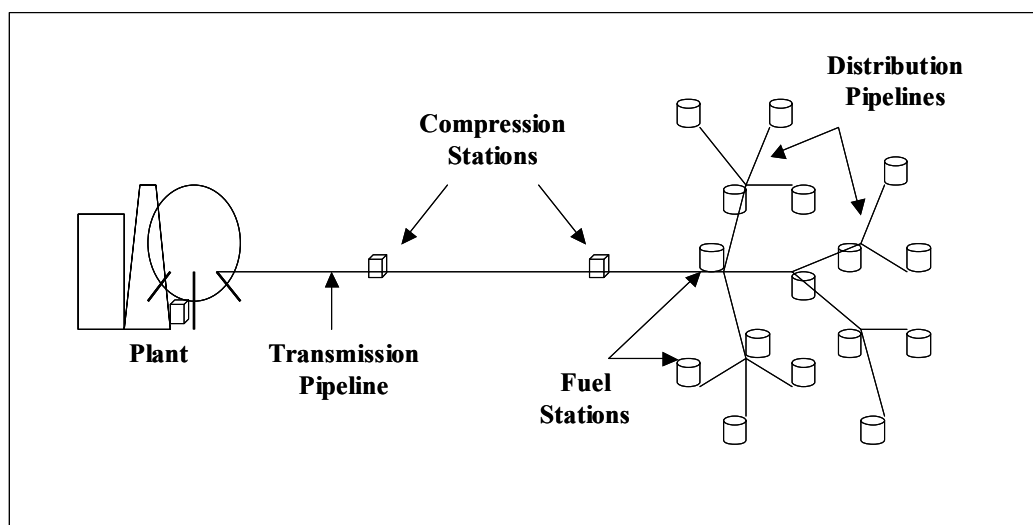 Distribution
Pipelines
Compression
Stations
Plant
Transmission
Pipeline
Fuel
Stations